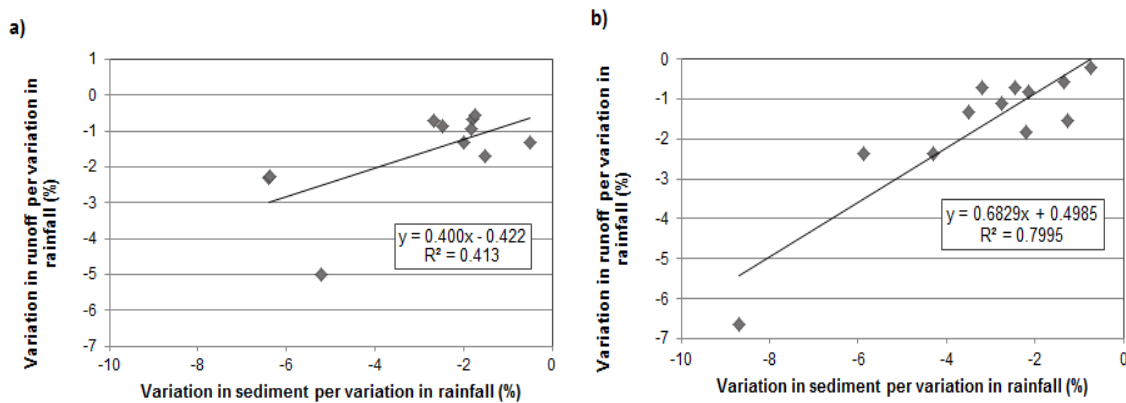 a)
Variation in runoff per variation in
rainfall (%)
1
0
-1
-2
-3
-4
-5
-6
-7
y = 0.400x - 0.422
R² = 0.413
-10
-8
-6
-4
-2
0
Variation in sediment per variation in rainfall (%)
b)
Variation in runoff per variation in
rainfall (%)
0
-1
-2
-3
-4
-5
-6
-7
y = 0.6829x + 0.4985
R² = 0.7995
-10
-8
-6
-4
-2
0
Variation in sediment per variation in rainfall (%)